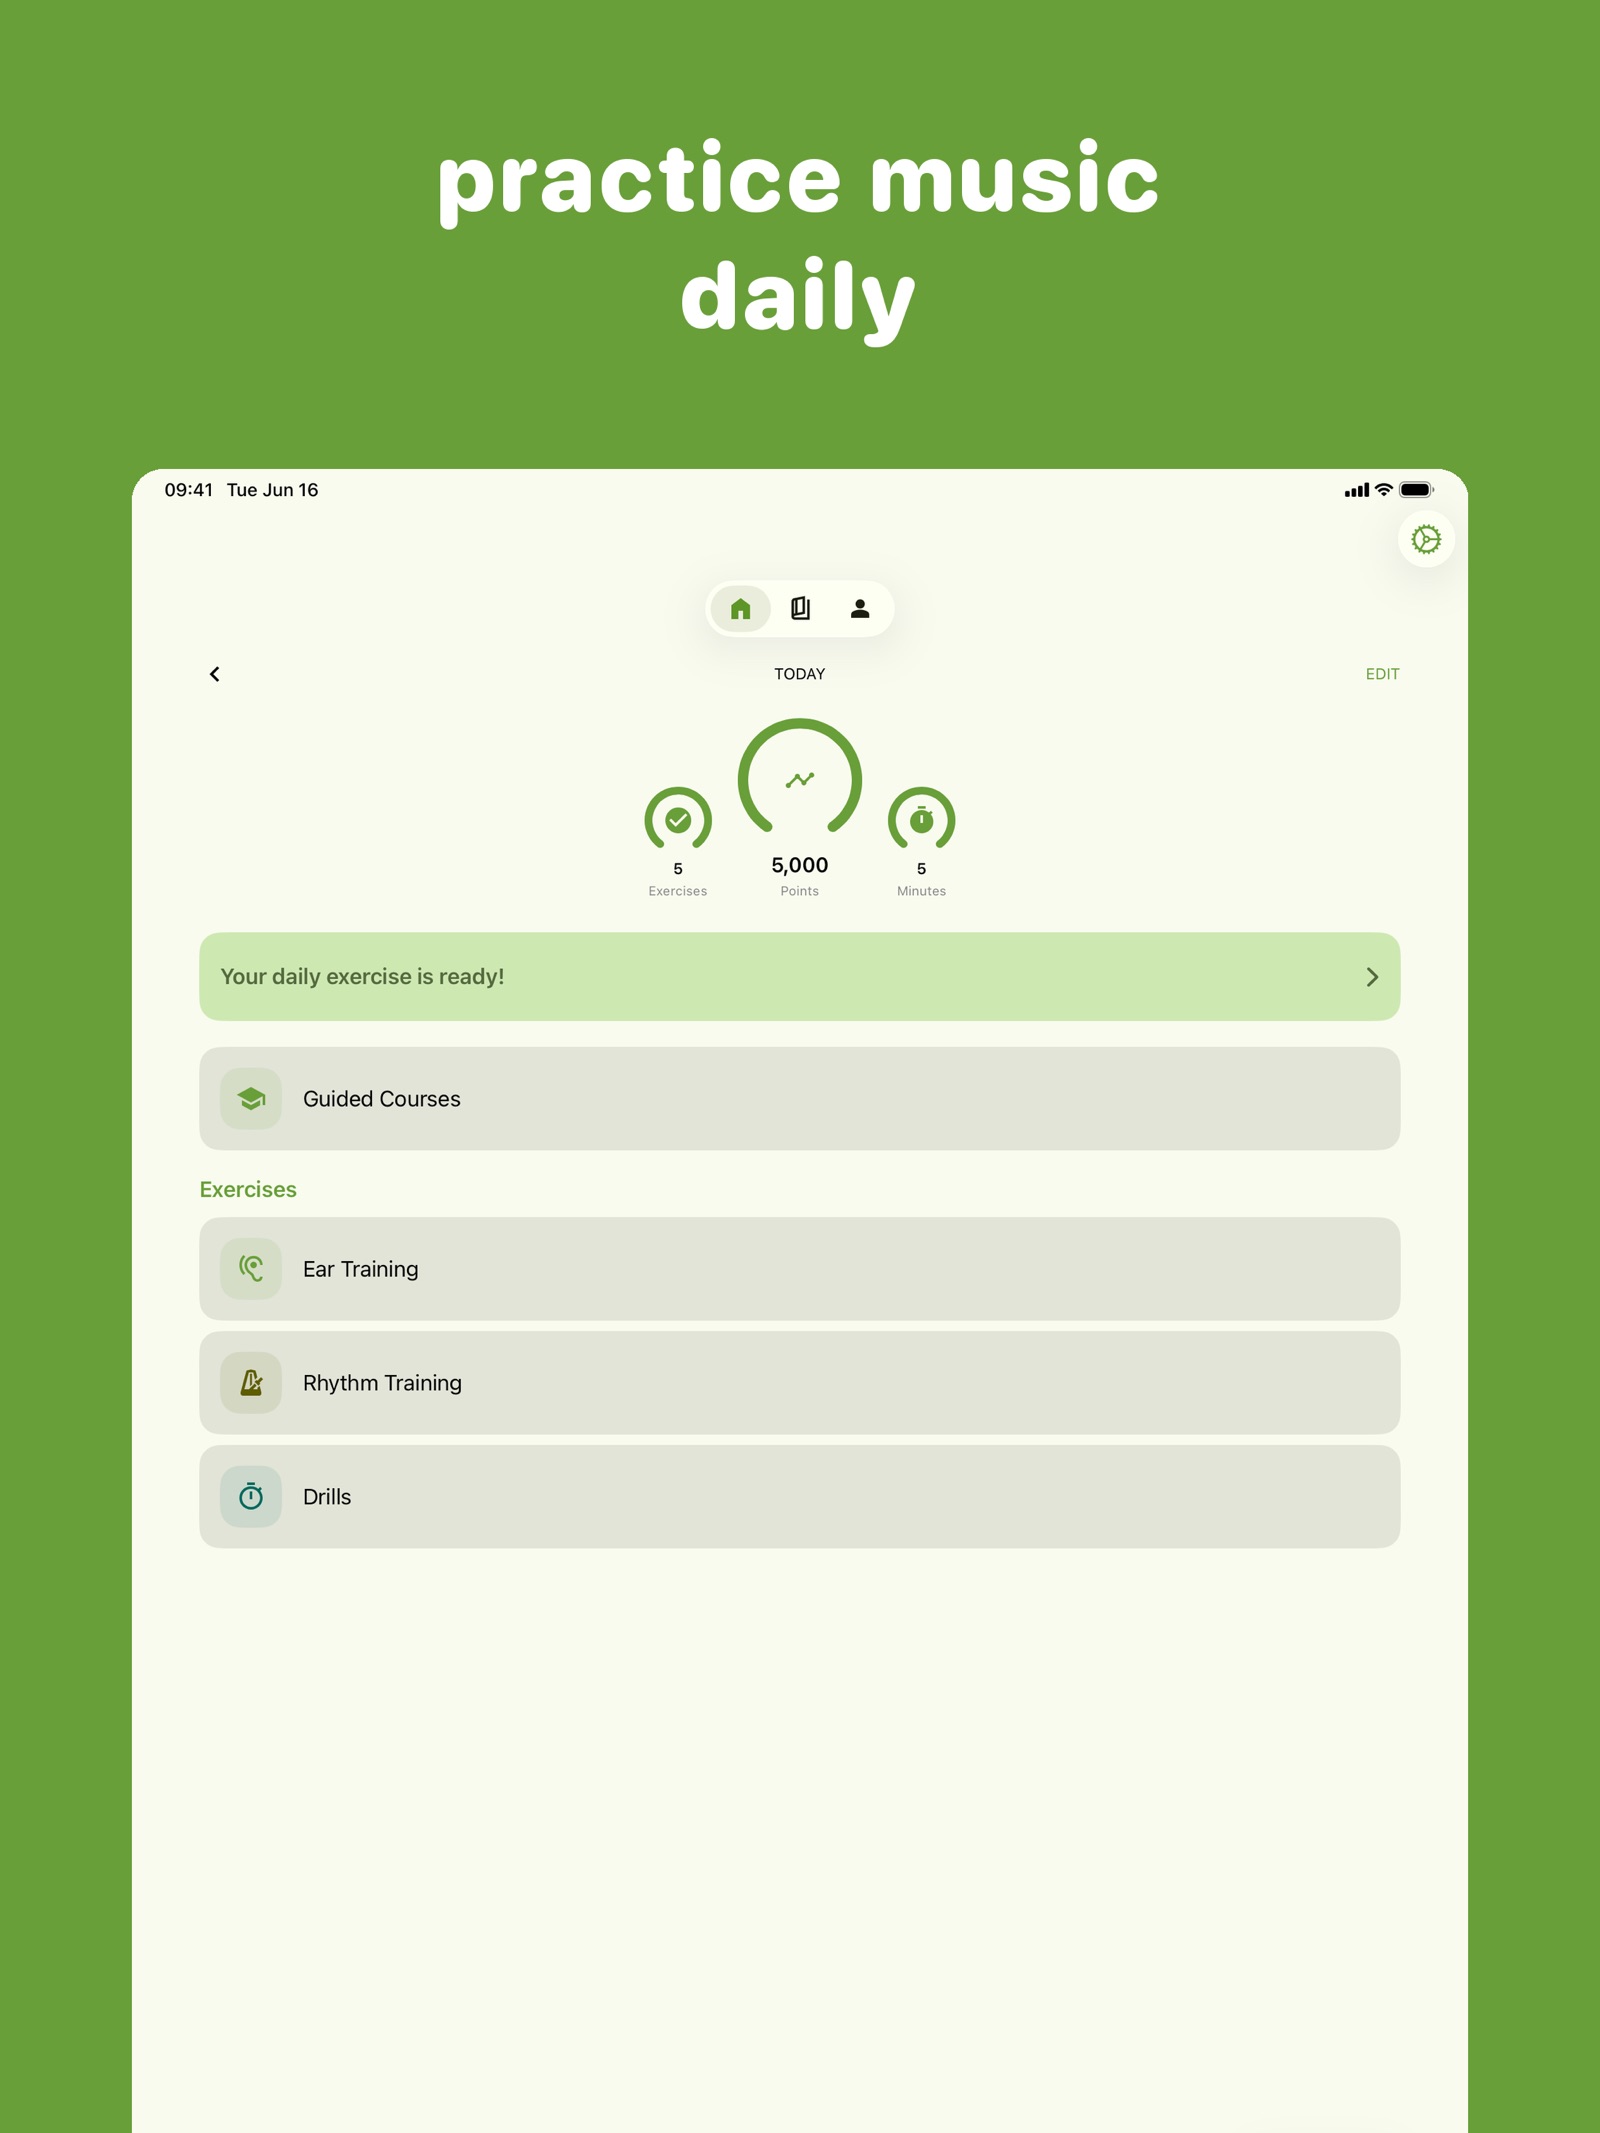 practice music
daily
09:41 Tue Jun 16
TODAY
EDIT
5
Exercises
5,000
Points
5
Minutes
Your daily exercise is ready!
Guided Courses
Exercises
Ear Training
Rhythm Training
Drills